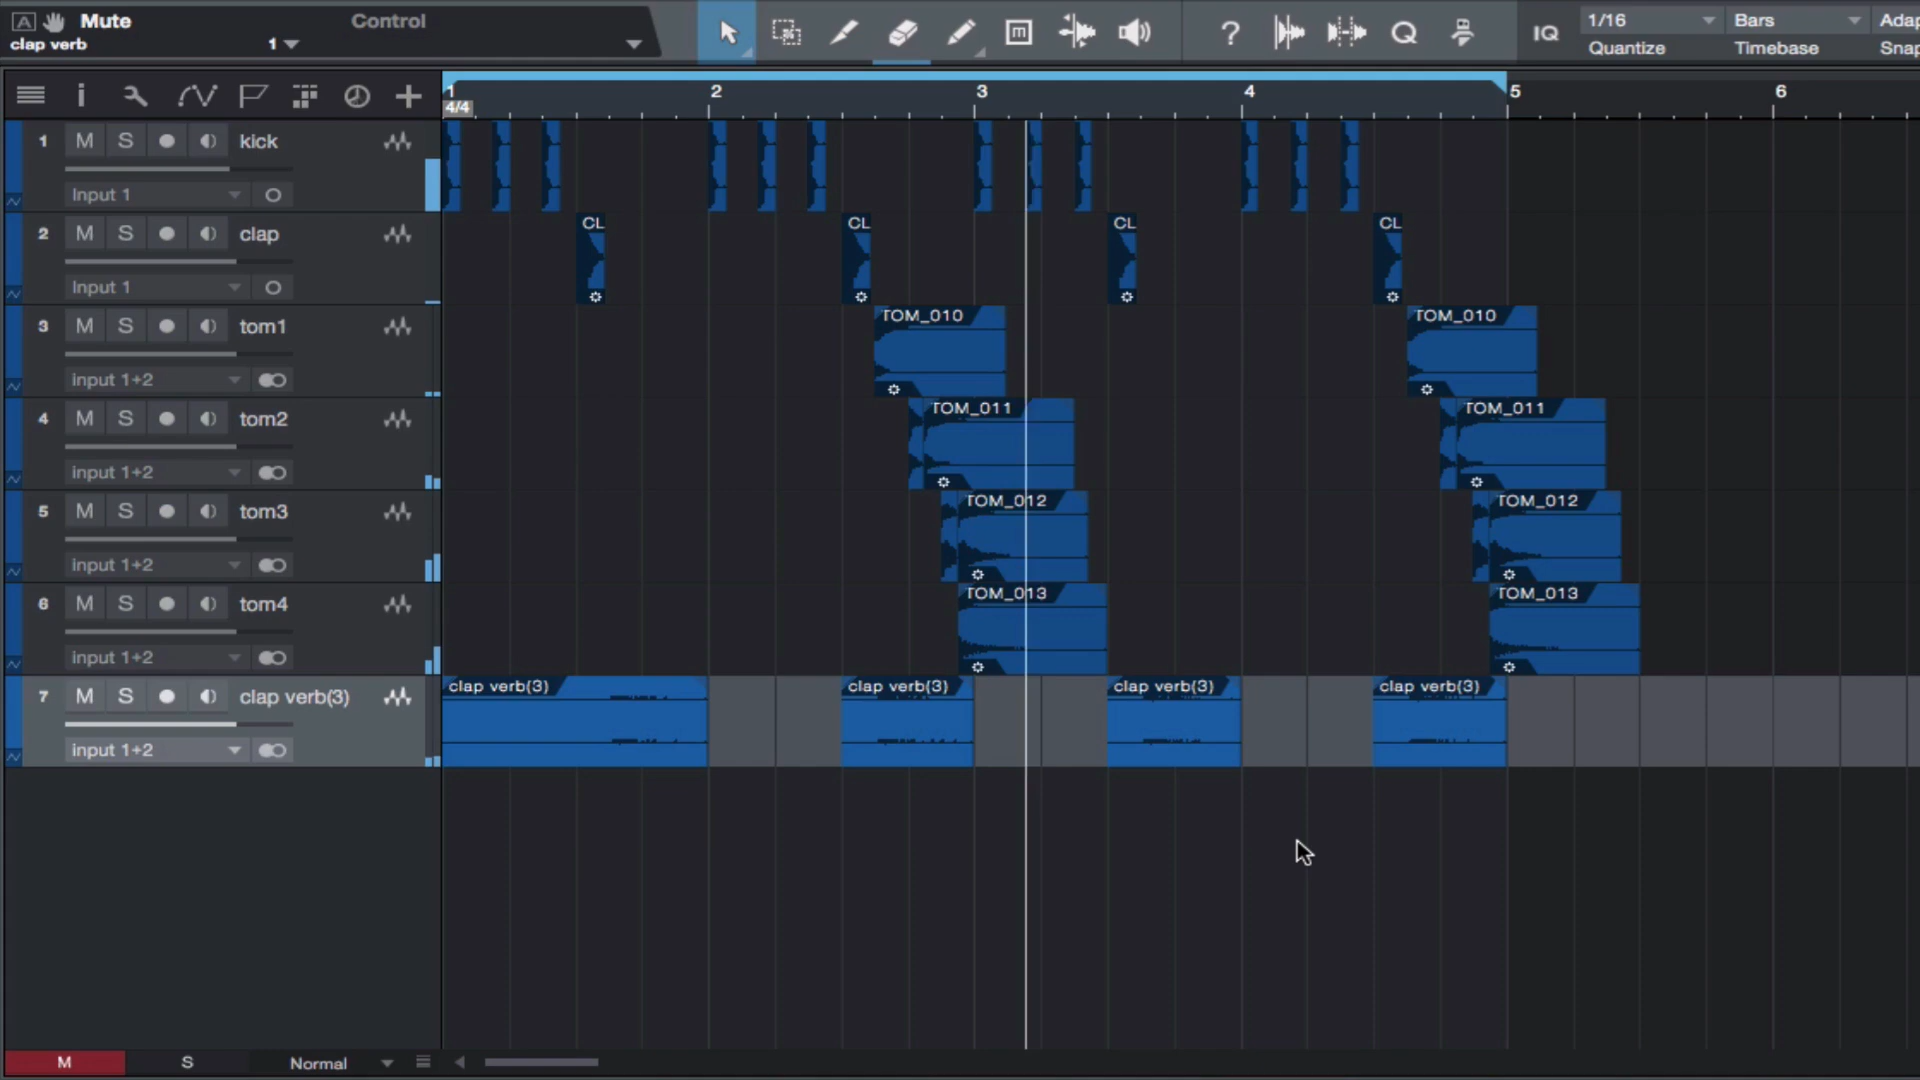 A Mute Control
clap verb 1
? Q IQ 1/16 Bars Adap
Quantize Timebase Snap
i 1 2 3 4 5 6
4/4
1 M S kick
Input 1
2 M S clap CL CL CL CL
Input 1
3 M S tom1 TOM_010 TOM_010
input 1+2
4 M S tom2 TOM_011 TOM_011
input 1+2
5 M S tom3 TOM_012 TOM_012
input 1+2
6 M S tom4 TOM_013 TOM_013
input 1+2
7 M S clap verb(3) clap verb(3) clap verb(3) clap verb(3) clap verb(3)
input 1+2
M S Normal